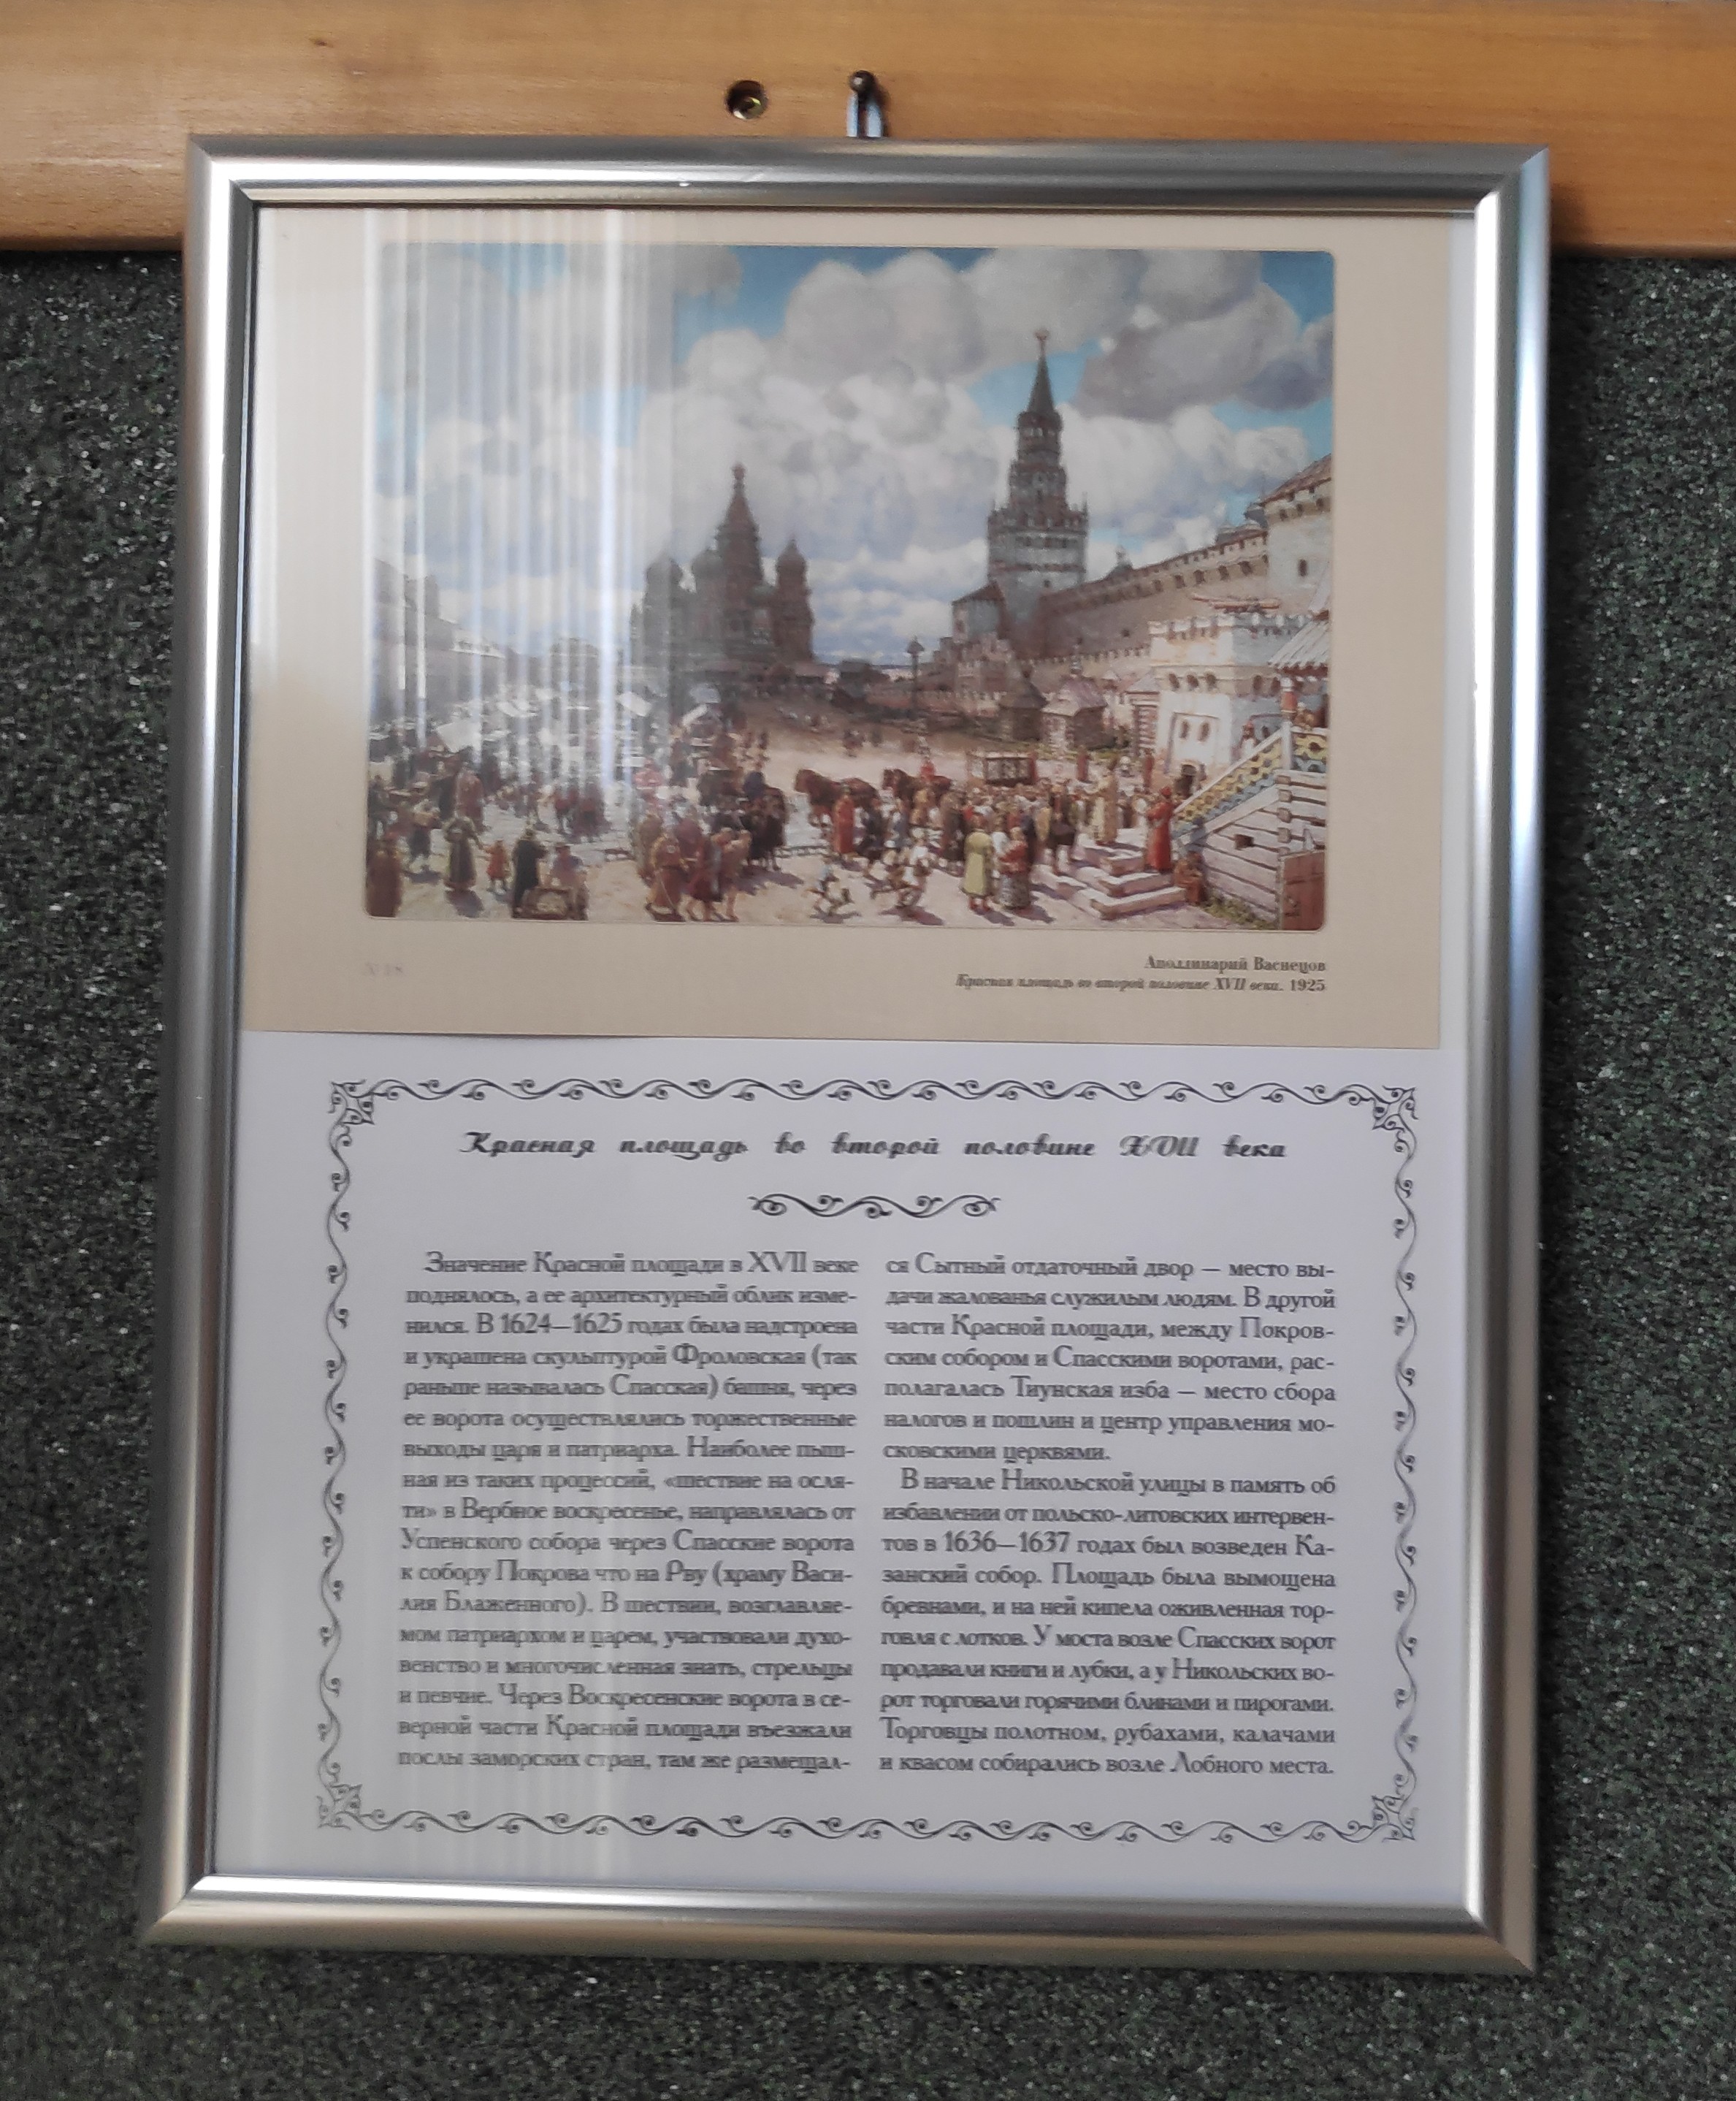 Аполлинарий Васнецов
Красная площадь во второй половине XVII века. 1925
Красная площадь во второй половине XVII века
Значение Красной площади в XVII веке
поднялось, а ее архитектурный облик изме-
нился. В 1624—1625 годах была надстроена
и украшена скульптурой Фроловская (так
раньше называлась Спасская) башня, через
ее ворота осуществлялись торжественные
выходы царя и патриарха. Наиболее пыш-
ная из таких процессий, «шествие на осля-
ти» в Вербное воскресенье, направлялась от
Успенского собора через Спасские ворота
к собору Покрова что на Рву (храму Васи-
лия Блаженного). В шествии, возглавляе-
мом патриархом и царем, участвовали духо-
венство и многочисленная знать, стрельцы
и певчие. Через Воскресенские ворота в се-
верной части Красной площади въезжали
послы заморских стран, там же размещал-
ся Сытный отдаточный двор — место вы-
дачи жалованья служилым людям. В другой
части Красной площади, между Покров-
ским собором и Спасскими воротами, рас-
полагалась Тиунская изба — место сбора
налогов и пошлин и центр управления мо-
сковскими церквями.
В начале Никольской улицы в память об
избавлении от польско-литовских интервен-
тов в 1636—1637 годах был возведен Ка-
занский собор. Площадь была вымощена
бревнами, и на ней кипела оживленная тор-
говля с лотков. У моста возле Спасских ворот
продавали книги и лубки, а у Никольских во-
рот торговали горячими блинами и пирогами.
Торговцы полотном, рубахами, калачами
и квасом собирались возле Лобного места.